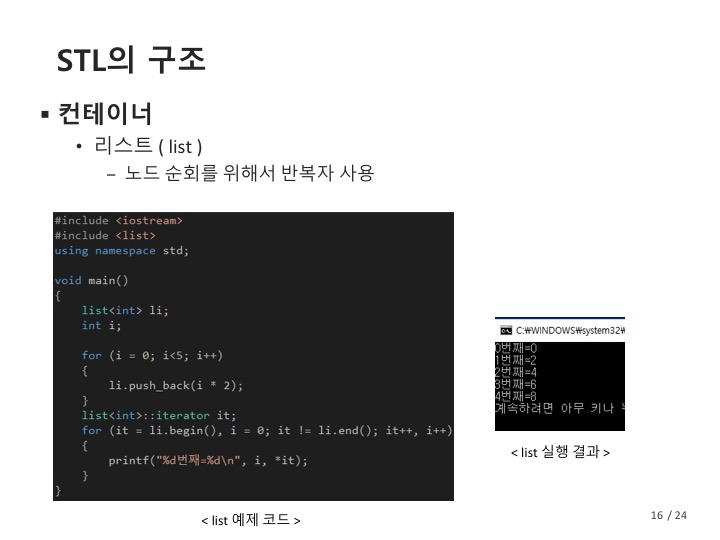 STL의 구조
▪ 컨테이너
• 리스트 ( list )
– 노드 순회를 위해서 반복자 사용
#include <iostream>
#include <list>
using namespace std;
void main()
{
list<int> li;
int i;
for (i = 0; i<5; i++)
{
li.push_back(i * 2);
}
list<int>::iterator it;
for (it = li.begin(), i = 0; it != li.end(); it++, i++)
{
printf("%d번째=%d\n", i, *it);
}
}
< list 예제 코드 >
C:₩WINDOWS₩system32₩
0번째=0
1번째=2
2번째=4
3번째=6
4번째=8
계속하려면 아무 키나
< list 실행 결과 >
16 / 24